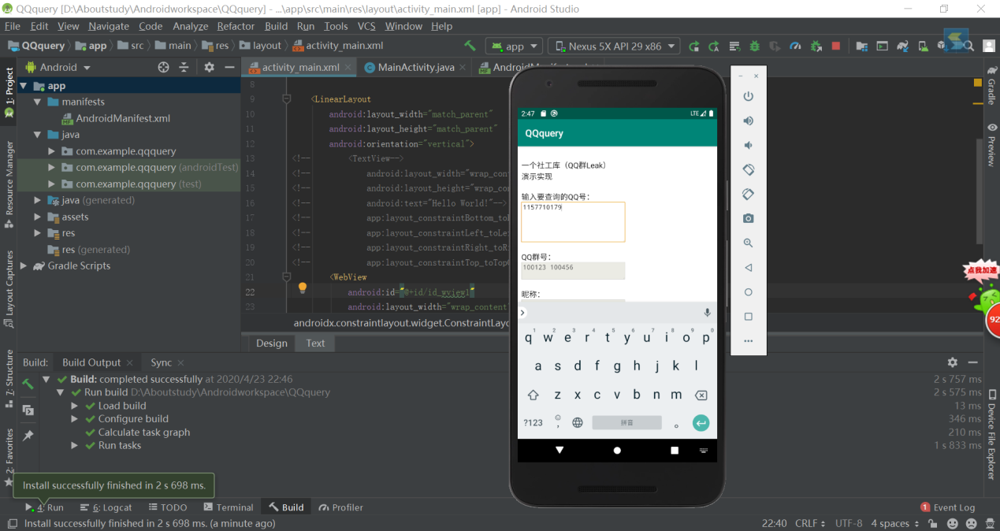 QQquery [D:\Aboutstudy\Androidworkspace\QQquery] - ...\app\src\main\res\layout\activity_main.xml [app] - Android Studio
File Edit View Navigate Code Analyze Refactor Build Run Tools VCS Window Help
QQquery app src main res layout activity_main.xml app Nexus 5X API 29 x86
1: Project
Resource Manager
Layout Captures
7: Structure
2: Favorites
Android
app
manifests
AndroidManifest.xml
java
com.example.qqquery
com.example.qqquery (androidTest)
com.example.qqquery (test)
java (generated)
assets
res
res (generated)
Gradle Scripts
activity_main.xml MainActivity.java
8
9 <LinearLayout
10 android:layout_width="match_parent"
11 android:layout_height="match_parent"
12 android:orientation="vertical">
13 <!-- <TextView-->
14 <!-- android:layout_width="wrap_con
15 <!-- android:layout_height="wrap_co
16 <!-- android:text="Hello World!"-->
17 <!-- app:layout_constraintBottom_to
18 <!-- app:layout_constraintLeft_toLe
19 <!-- app:layout_constraintRight_toR
20 <!-- app:layout_constraintTop_toTop
21 <WebView
22 android:id="@+id/id_wview1"
23 android:layout_width="wrap_content
androidx.constraintlayout.widget.ConstraintLayo
Design Text
2:47 LTE
QQquery
一个社工库（QQ群Leak）
演示实现
输入要查询的QQ号：
1157710179
QQ群号：
100123 100456
昵称：
q1 w2 e3 r4 t5 y6 u7 i8 o9 p0
a s d f g h j k l
z x c v b n m
?123 ， 拼音 。
Gradle
Preview
Device File Explorer
点我加速
92
Build: Build Output Sync
Build: completed successfully at 2020/4/23 22:46 2 s 757 ms
Run build D:\Aboutstudy\Androidworkspace\QQquery 2 s 575 ms
Load build 13 ms
Configure build 346 ms
Calculate task graph 210 ms
Run tasks 1 s 833 ms
Install successfully finished in 2 s 698 ms.
4: Run 6: Logcat TODO Terminal Build Profiler 1 Event Log
Install successfully finished in 2 s 698 ms. (a minute ago) 22:40 CRLF UTF-8 4 spaces